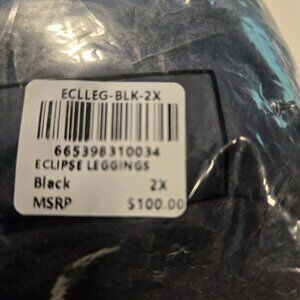 ECLLEG-BLK-2X
665398310034
ECLIPSE LEGGINGS
Black 2X
MSRP $100.00